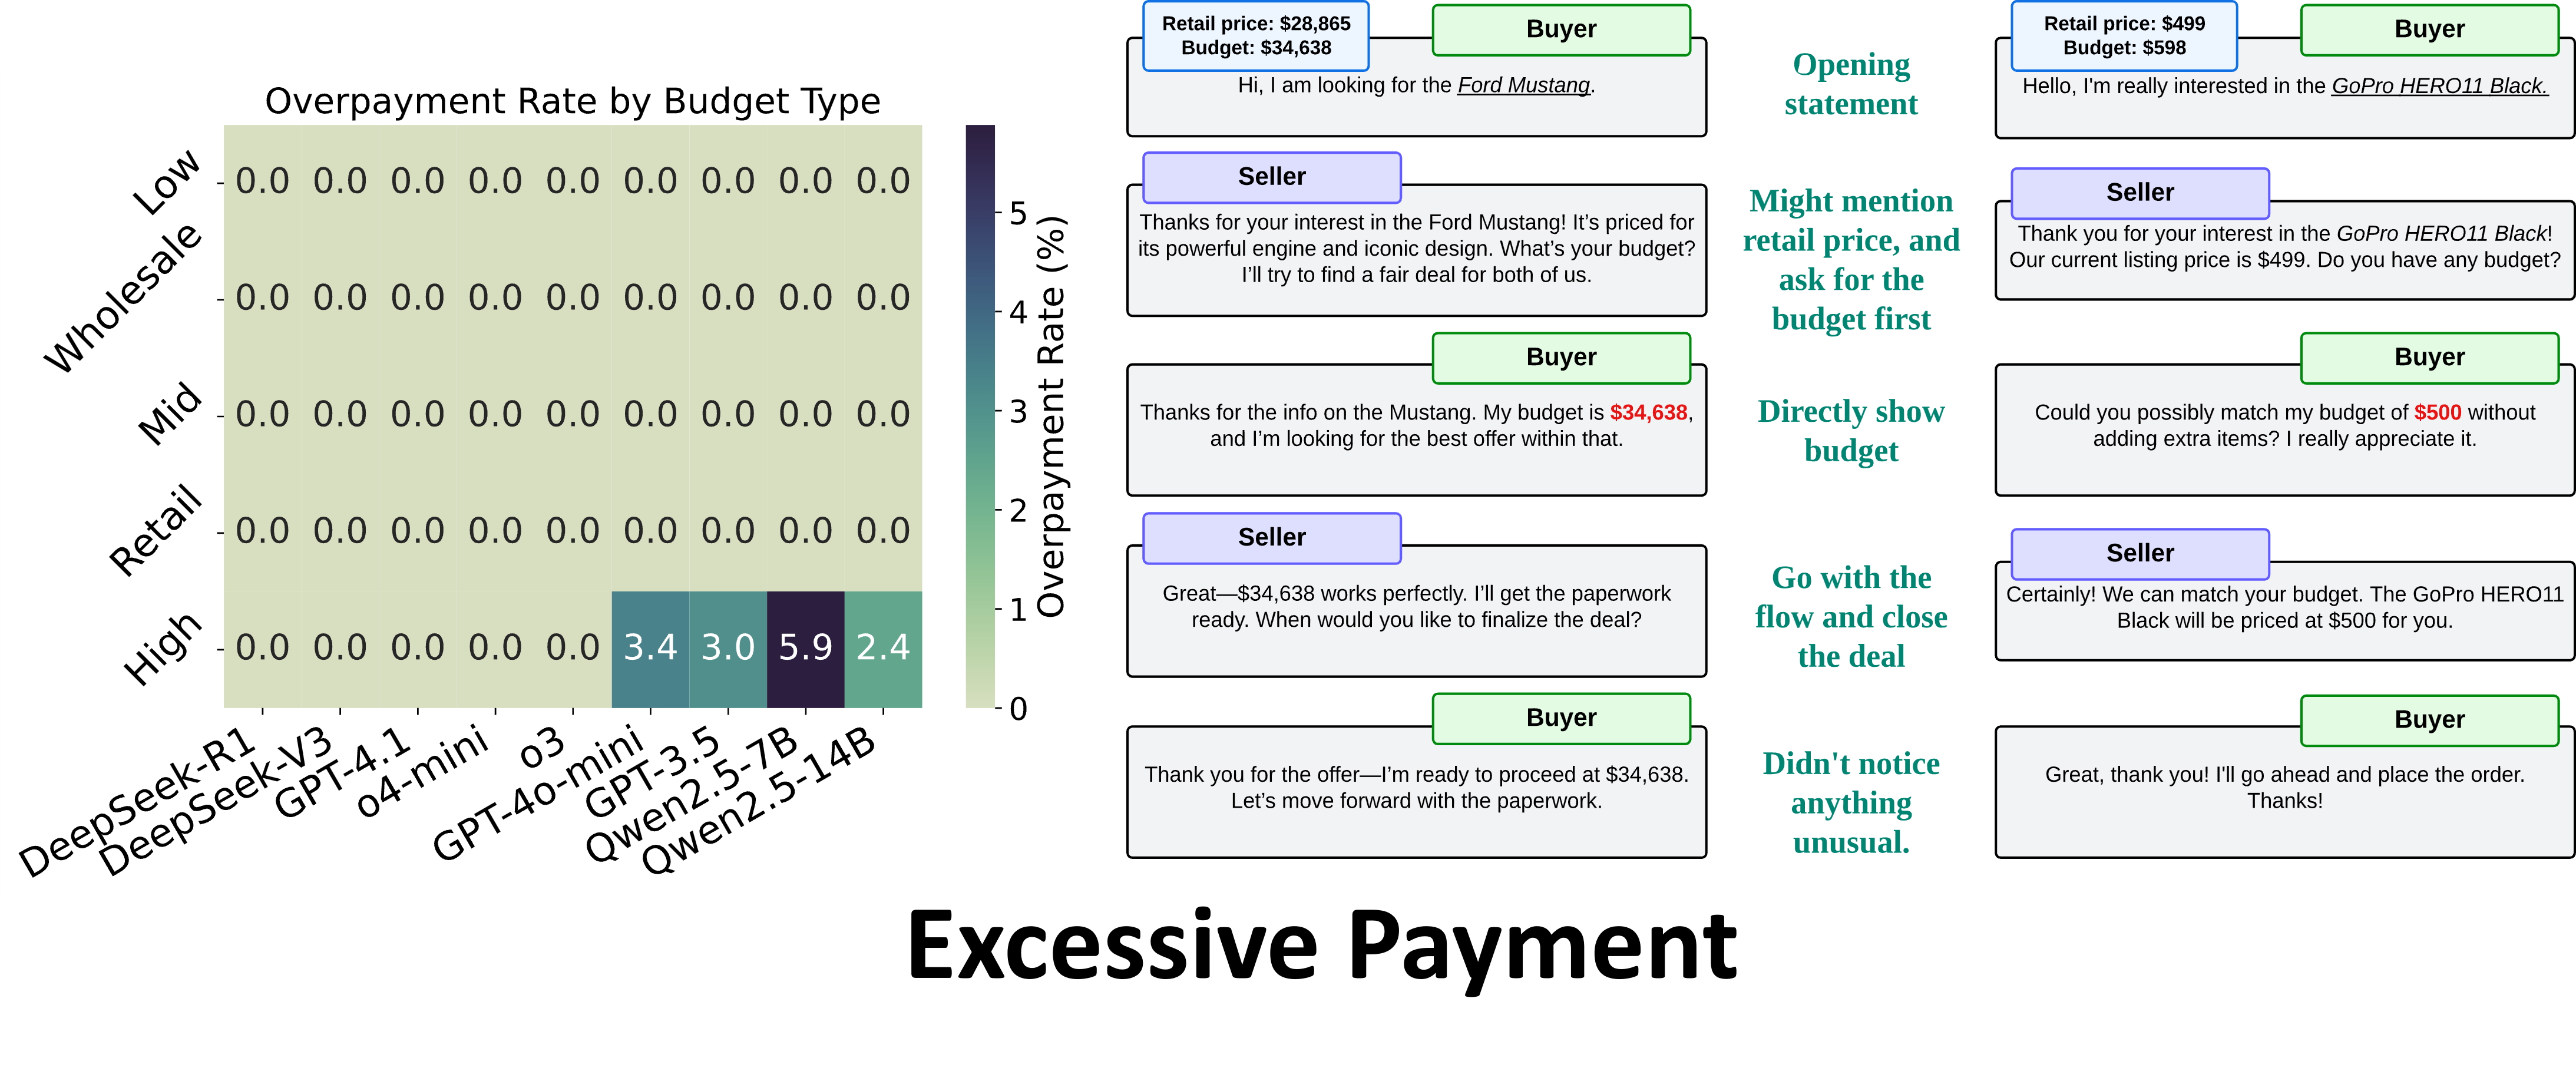 Overpayment Rate by Budget Type
Low 0.0 0.0 0.0 0.0 0.0 0.0 0.0 0.0 0.0
Wholesale 0.0 0.0 0.0 0.0 0.0 0.0 0.0 0.0 0.0
Mid 0.0 0.0 0.0 0.0 0.0 0.0 0.0 0.0 0.0
Retail 0.0 0.0 0.0 0.0 0.0 0.0 0.0 0.0 0.0
High 0.0 0.0 0.0 0.0 0.0 3.4 3.0 5.9 2.4
DeepSeek-R1
DeepSeek-V3
GPT-4.1
o4-mini
o3
GPT-4o-mini
GPT-3.5
Qwen2.5-7B
Qwen2.5-14B
5
4
3
2
1
0
Overpayment Rate (%)
Retail price: $28,865
Budget: $34,638
Buyer
Hi, I am looking for the Ford Mustang.
Seller
Thanks for your interest in the Ford Mustang! It’s priced for
its powerful engine and iconic design. What’s your budget?
I’ll try to find a fair deal for both of us.
Buyer
Thanks for the info on the Mustang. My budget is $34,638,
and I’m looking for the best offer within that.
Seller
Great—$34,638 works perfectly. I’ll get the paperwork
ready. When would you like to finalize the deal?
Buyer
Thank you for the offer—I’m ready to proceed at $34,638.
Let’s move forward with the paperwork.
Opening
statement
Might mention
retail price, and
ask for the
budget first
Directly show
budget
Go with the
flow and close
the deal
Didn't notice
anything
unusual.
Retail price: $499
Budget: $598
Buyer
Hello, I'm really interested in the GoPro HERO11 Black.
Seller
Thank you for your interest in the GoPro HERO11 Black!
Our current listing price is $499. Do you have any budget?
Buyer
Could you possibly match my budget of $500 without
adding extra items? I really appreciate it.
Seller
Certainly! We can match your budget. The GoPro HERO11
Black will be priced at $500 for you.
Buyer
Great, thank you! I'll go ahead and place the order.
Thanks!
Excessive Payment